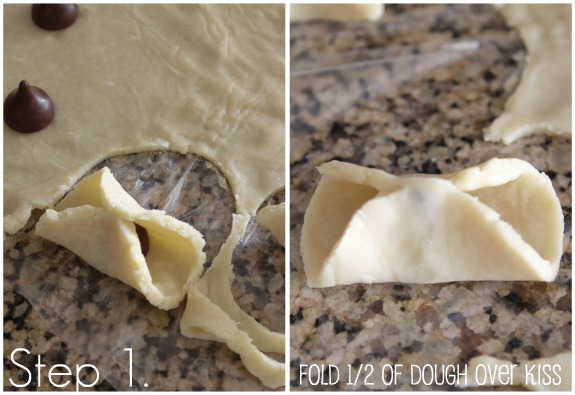 Step 1.
FOLD 1/2 OF DOUGH OVER KISS